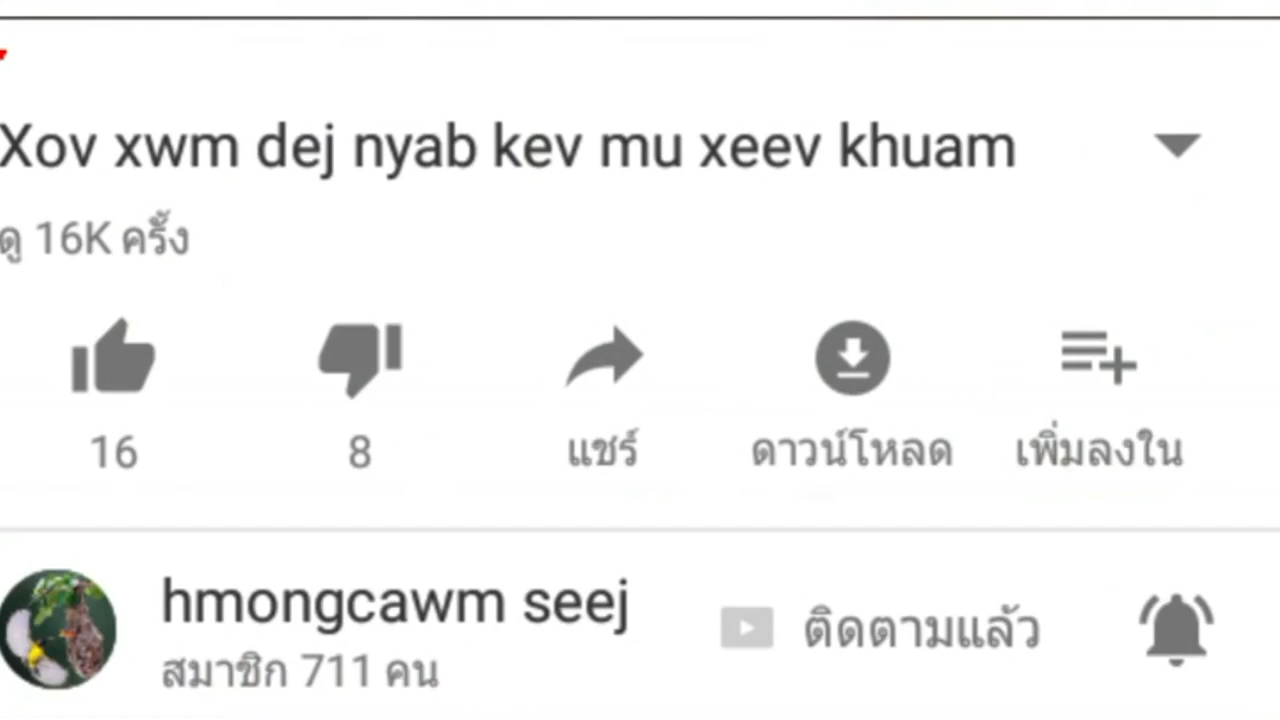 Xov xwm dej nyab kev mu xeev khuam
ดู 16K ครั้ง
16 8 แชร์ ดาวน์โหลด เพิ่มลงใน
hmongcawm seej ติดตามแล้ว
สมาชิก 711 คน